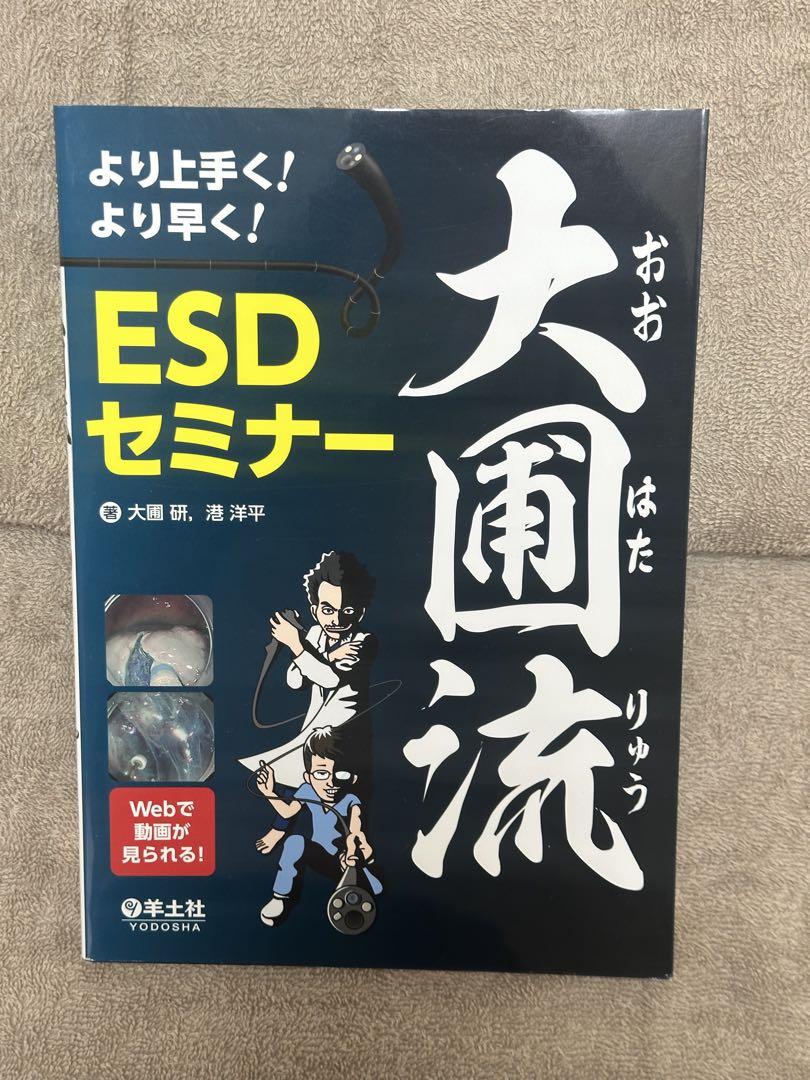 より上手く！
より早く！
ESD
セミナー
著 大圃 研，港 洋平
大圃流
おお
はた
りゅう
Webで
動画が
見られる！
羊土社
YODOSHA